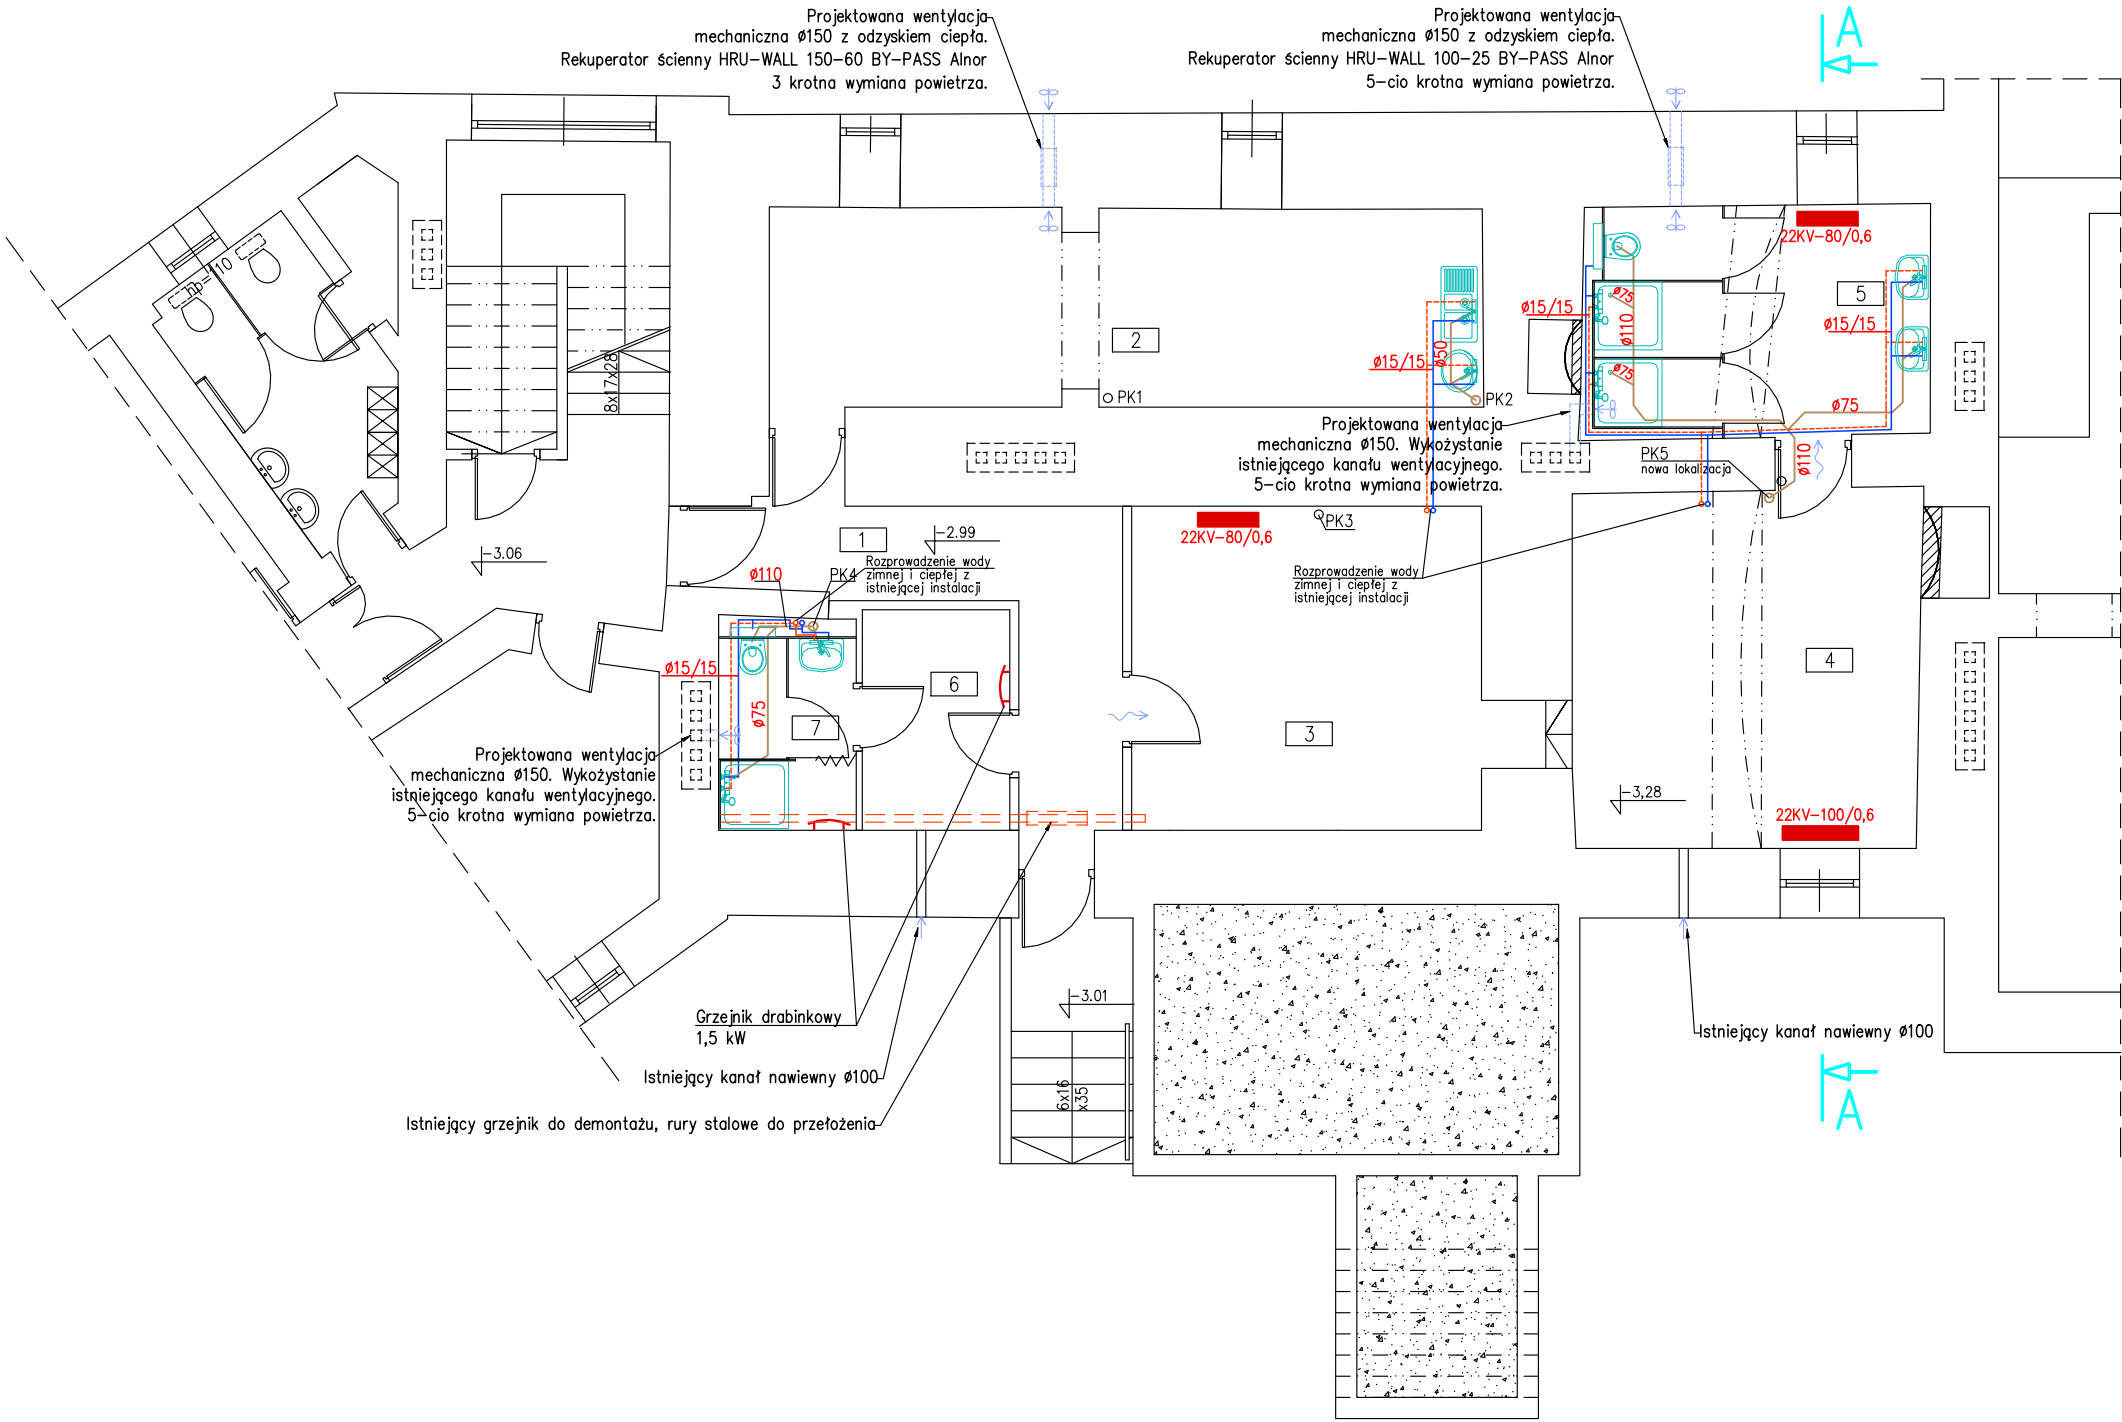 Projektowana wentylacja
mechaniczna ø150 z odzyskiem ciepła.
Rekuperator ścienny HRU-WALL 150-60 BY-PASS Alnor
3 krotna wymiana powietrza.
Projektowana wentylacja
mechaniczna ø150 z odzyskiem ciepła.
Rekuperator ścienny HRU-WALL 100-25 BY-PASS Alnor
5-cio krotna wymiana powietrza.
A
22KV-80/0,6
5
ø75
ø110
ø75
ø15/15
ø15/15
ø75
ø110
2
ø15/15
ø50
PK1
PK2
8x17x28
Projektowana wentylacja
mechaniczna ø150. Wykożystanie
istniejącego kanału wentylacyjnego.
5-cio krotna wymiana powietrza.
PK5
nowa lokalizacja
1
-2.99
-3.06
22KV-80/0,6
PK3
Rozprowadzenie wody
zimnej i ciepłej z
istniejącej instalacji
ø110
PK4
Rozprowadzenie wody
zimnej i ciepłej z
istniejącej instalacji
ø15/15
ø75
6
7
3
4
Projektowana wentylacja
mechaniczna ø150. Wykożystanie
istniejącego kanału wentylacyjnego.
5-cio krotna wymiana powietrza.
-3,28
22KV-100/0,6
-3.01
Grzejnik drabinkowy
1,5 kW
Istniejący kanał nawiewny ø100
Istniejący kanał nawiewny ø100
6x16
x35
Istniejący grzejnik do demontażu, rury stalowe do przełożenia
A